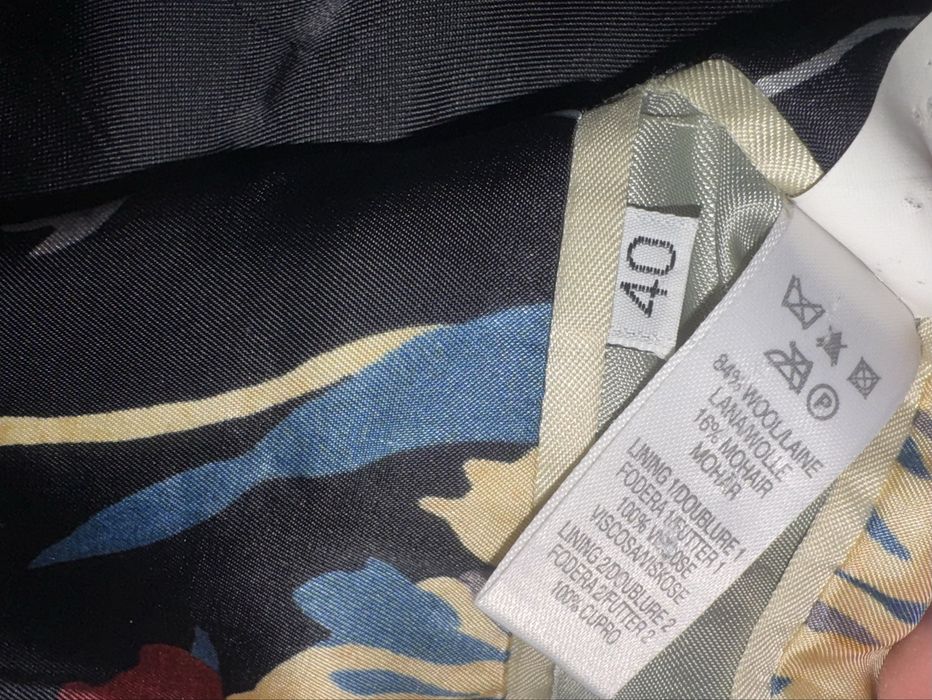 40
P
84% WOOL/LAINE
LANA/WOLLE
16% MOHAIR
MOHAR
LINING 1/DOUBLURE 1
FODERA 1/FUTTER 1
100% VISCOSE
VISCOSA/VISKOSE
LINING 2/DOUBLURE 2
FODERA 2/FUTTER 2
100% CUPRO